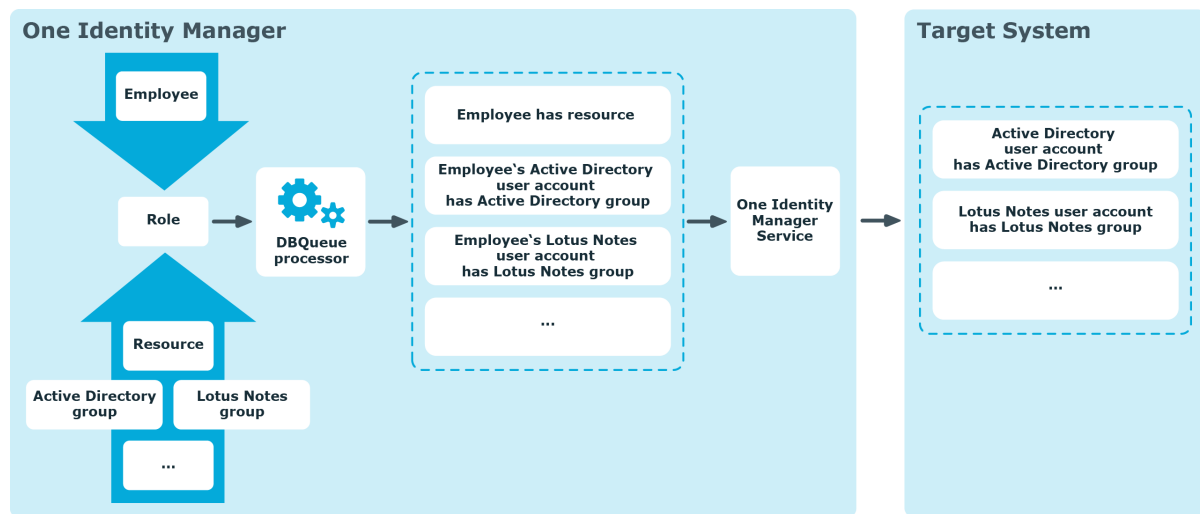 One Identity Manager
Employee
Role
Resource
Active Directory
group
Lotus Notes
group
...
DBQueue
processor
Employee has resource
Employee‘s Active Directory
user account
has Active Directory group
Employee‘s Lotus Notes
user account
has Lotus Notes group
...
One Identity
Manager
Service
Target System
Active Directory
user account
has Active Directory group
Lotus Notes user account
has Lotus Notes group
...